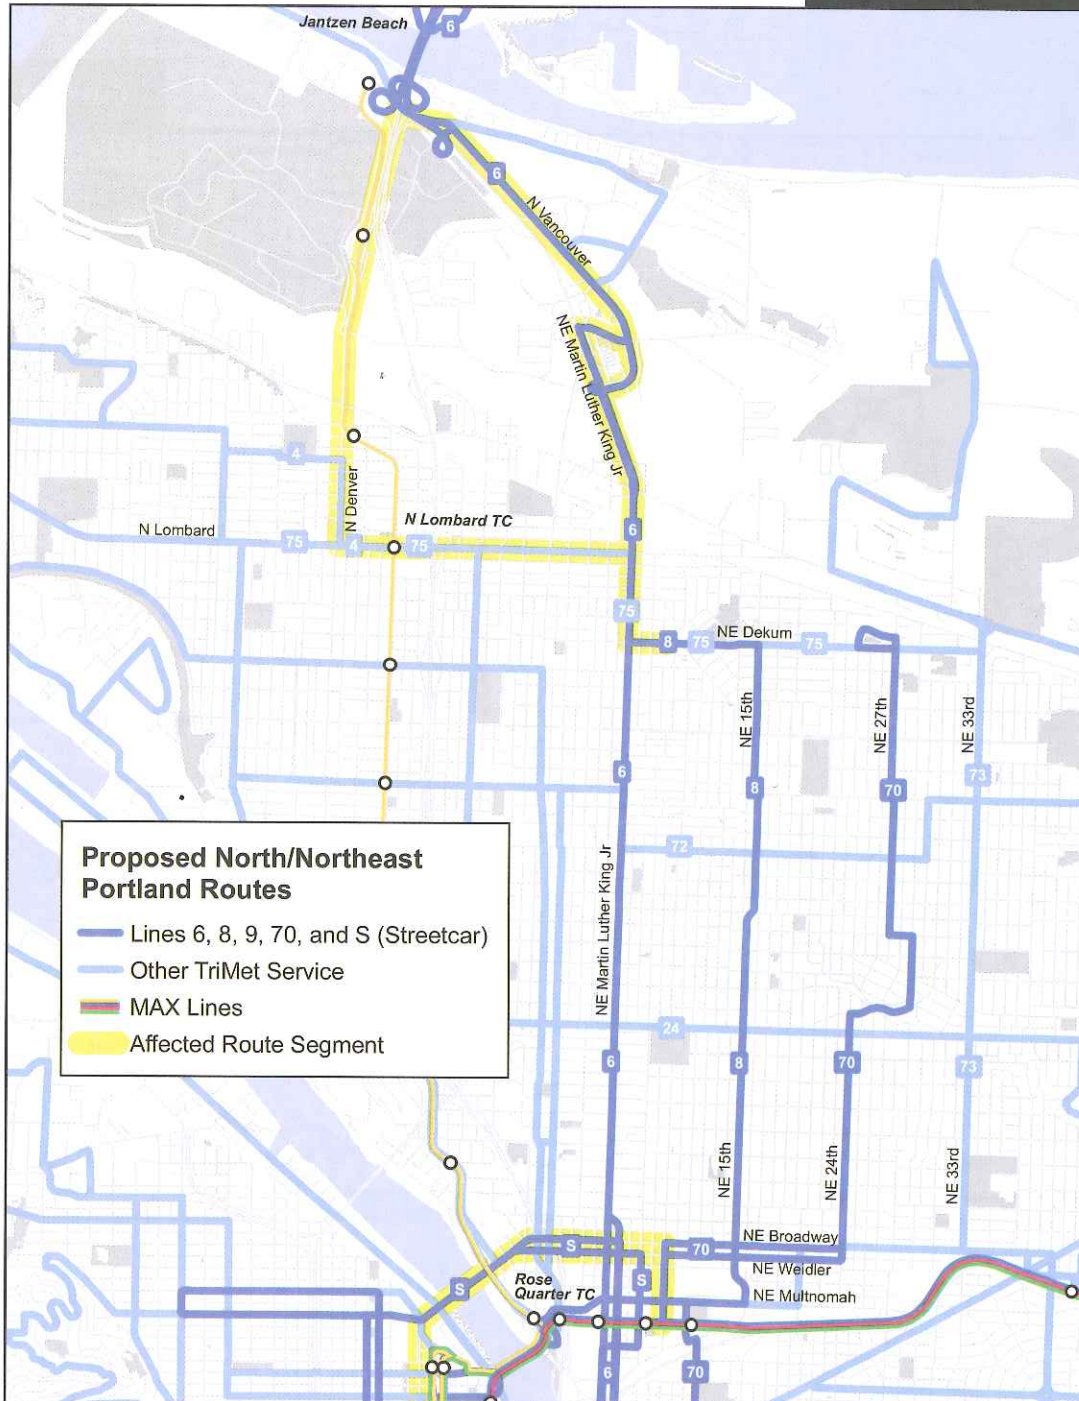 Jantzen Beach
6
6
N Vancouver
NE Martin Luther King Jr
4
N Denver
N Lombard TC
N Lombard
75
4
75
6
75
8
75
NE Dekum
75
NE 15th
NE 27th
NE 33rd
6
8
70
73
72
NE Martin Luther King Jr
Proposed North/Northeast
Portland Routes
Lines 6, 8, 9, 70, and S (Streetcar)
Other TriMet Service
MAX Lines
Affected Route Segment
24
6
8
70
73
NE 15th
NE 24th
NE 33rd
S
70
NE Broadway
NE Weidler
S
S
Rose
Quarter TC
NE Multnomah
6
70